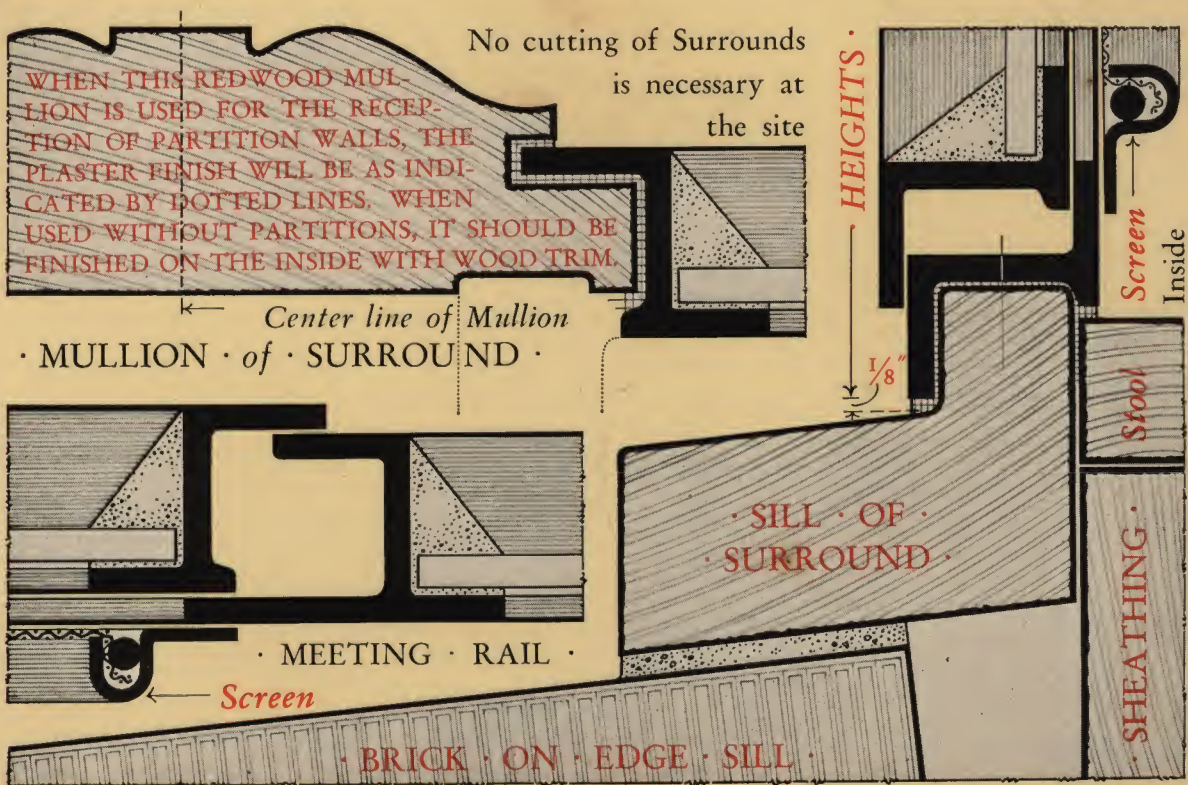 No cutting of Surrounds
is necessary at
the site
WHEN THIS REDWOOD MUL-
LION IS USED FOR THE RECEP-
TION OF PARTITION WALLS, THE
PLASTER FINISH WILL BE AS INDI-
CATED BY DOTTED LINES. WHEN
USED WITHOUT PARTITIONS, IT SHOULD BE
FINISHED ON THE INSIDE WITH WOOD TRIM.
Center line of Mullion
· MULLION · of · SURROUND ·
· HEIGHTS ·
Screen
Inside
1/8"
Stool
· SILL · OF ·
· SURROUND ·
· SHEATHING ·
· MEETING · RAIL ·
Screen
· BRICK · ON · EDGE · SILL ·